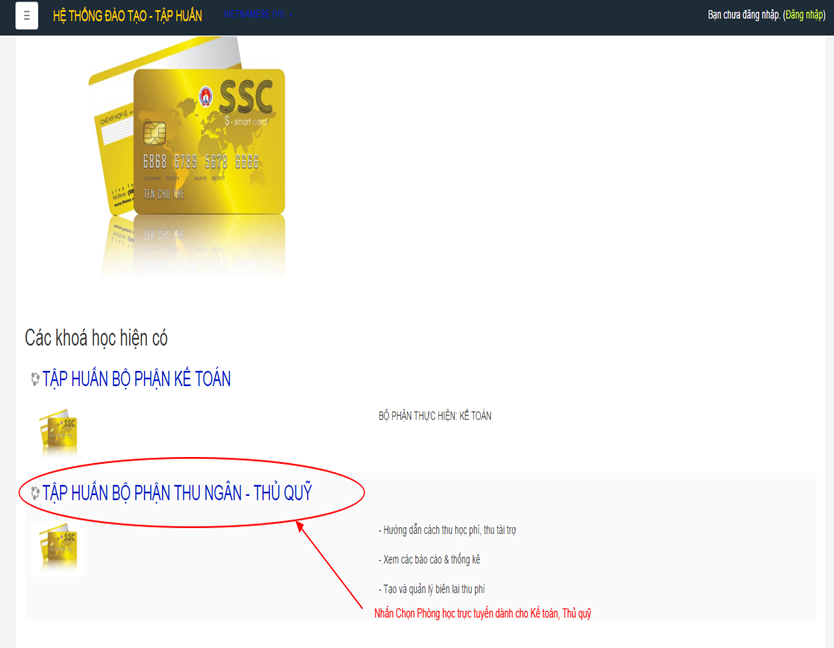 HỆ THỐNG ĐÀO TẠO - TẬP HUẤN
Bạn chưa đăng nhập. (Đăng nhập)
SSC
S - smart card
6868 6789 5678 6666
TEN CHU THE
Các khoá học hiện có
TẬP HUẤN BỘ PHẬN KẾ TOÁN
BỘ PHẬN THỰC HIỆN: KẾ TOÁN
TẬP HUẤN BỘ PHẬN THU NGÂN - THỦ QUỸ
- Hướng dẫn cách thu học phí, thu tài trợ
- Xem các báo cáo & thống kê
- Tạo và quản lý biên lai thu phí
Nhấn Chọn Phòng học trực tuyến dành cho Kế toán, Thủ quỹ